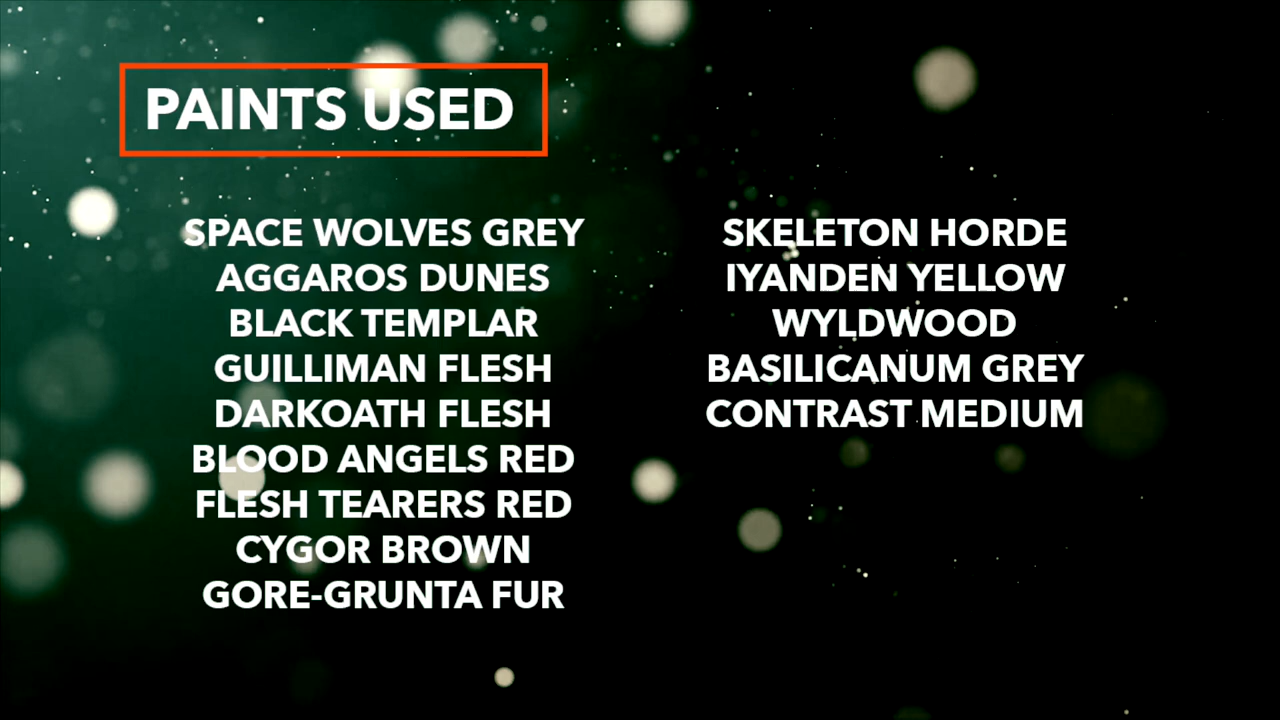 PAINTS USED
SPACE WOLVES GREY
AGGAROS DUNES
BLACK TEMPLAR
GUILLIMAN FLESH
DARKOATH FLESH
BLOOD ANGELS RED
FLESH TEARERS RED
CYGOR BROWN
GORE-GRUNTA FUR
SKELETON HORDE
IYANDEN YELLOW
WYLDWOOD
BASILICANUM GREY
CONTRAST MEDIUM